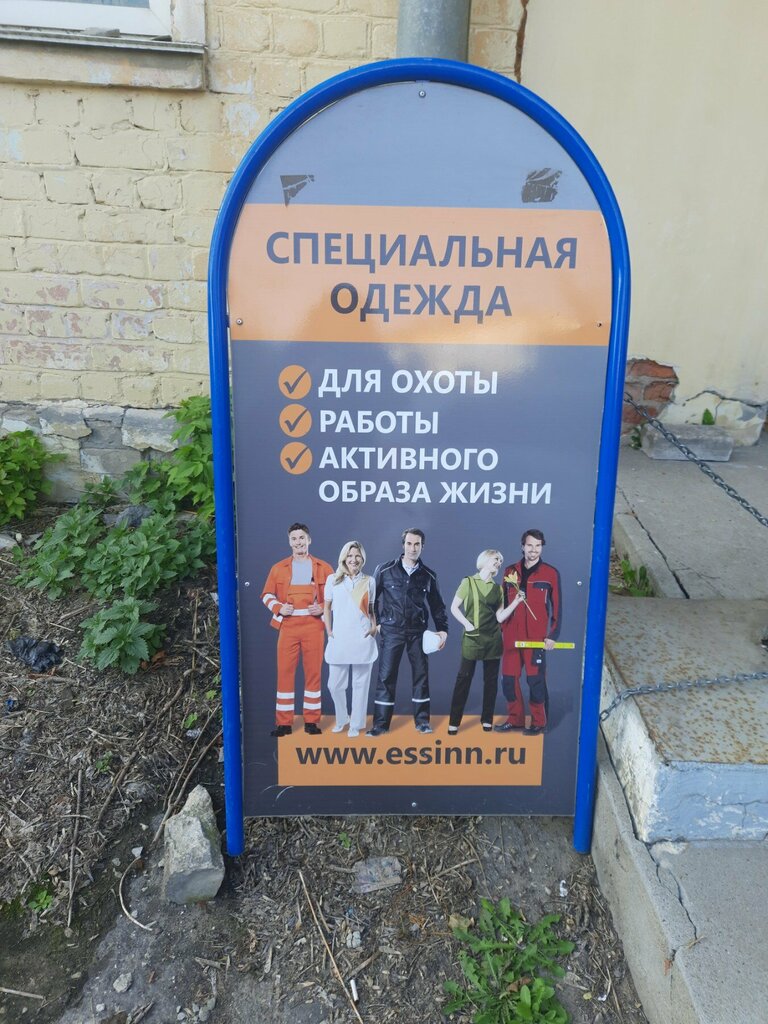 СПЕЦИАЛЬНАЯ
ОДЕЖДА
ДЛЯ ОХОТЫ
РАБОТЫ
АКТИВНОГО
ОБРАЗА ЖИЗНИ
www.essinn.ru